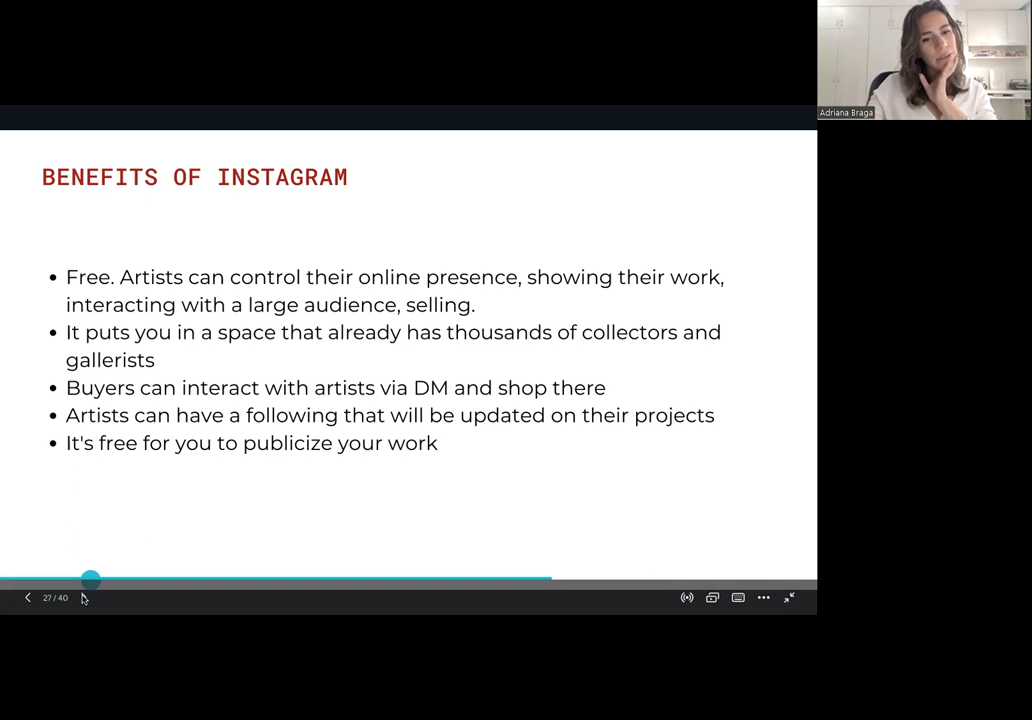 Adriana Braga
BENEFITS OF INSTAGRAM
• Free. Artists can control their online presence, showing their work,
interacting with a large audience, selling.
• It puts you in a space that already has thousands of collectors and
gallerists
• Buyers can interact with artists via DM and shop there
• Artists can have a following that will be updated on their projects
• It's free for you to publicize your work
27 / 40